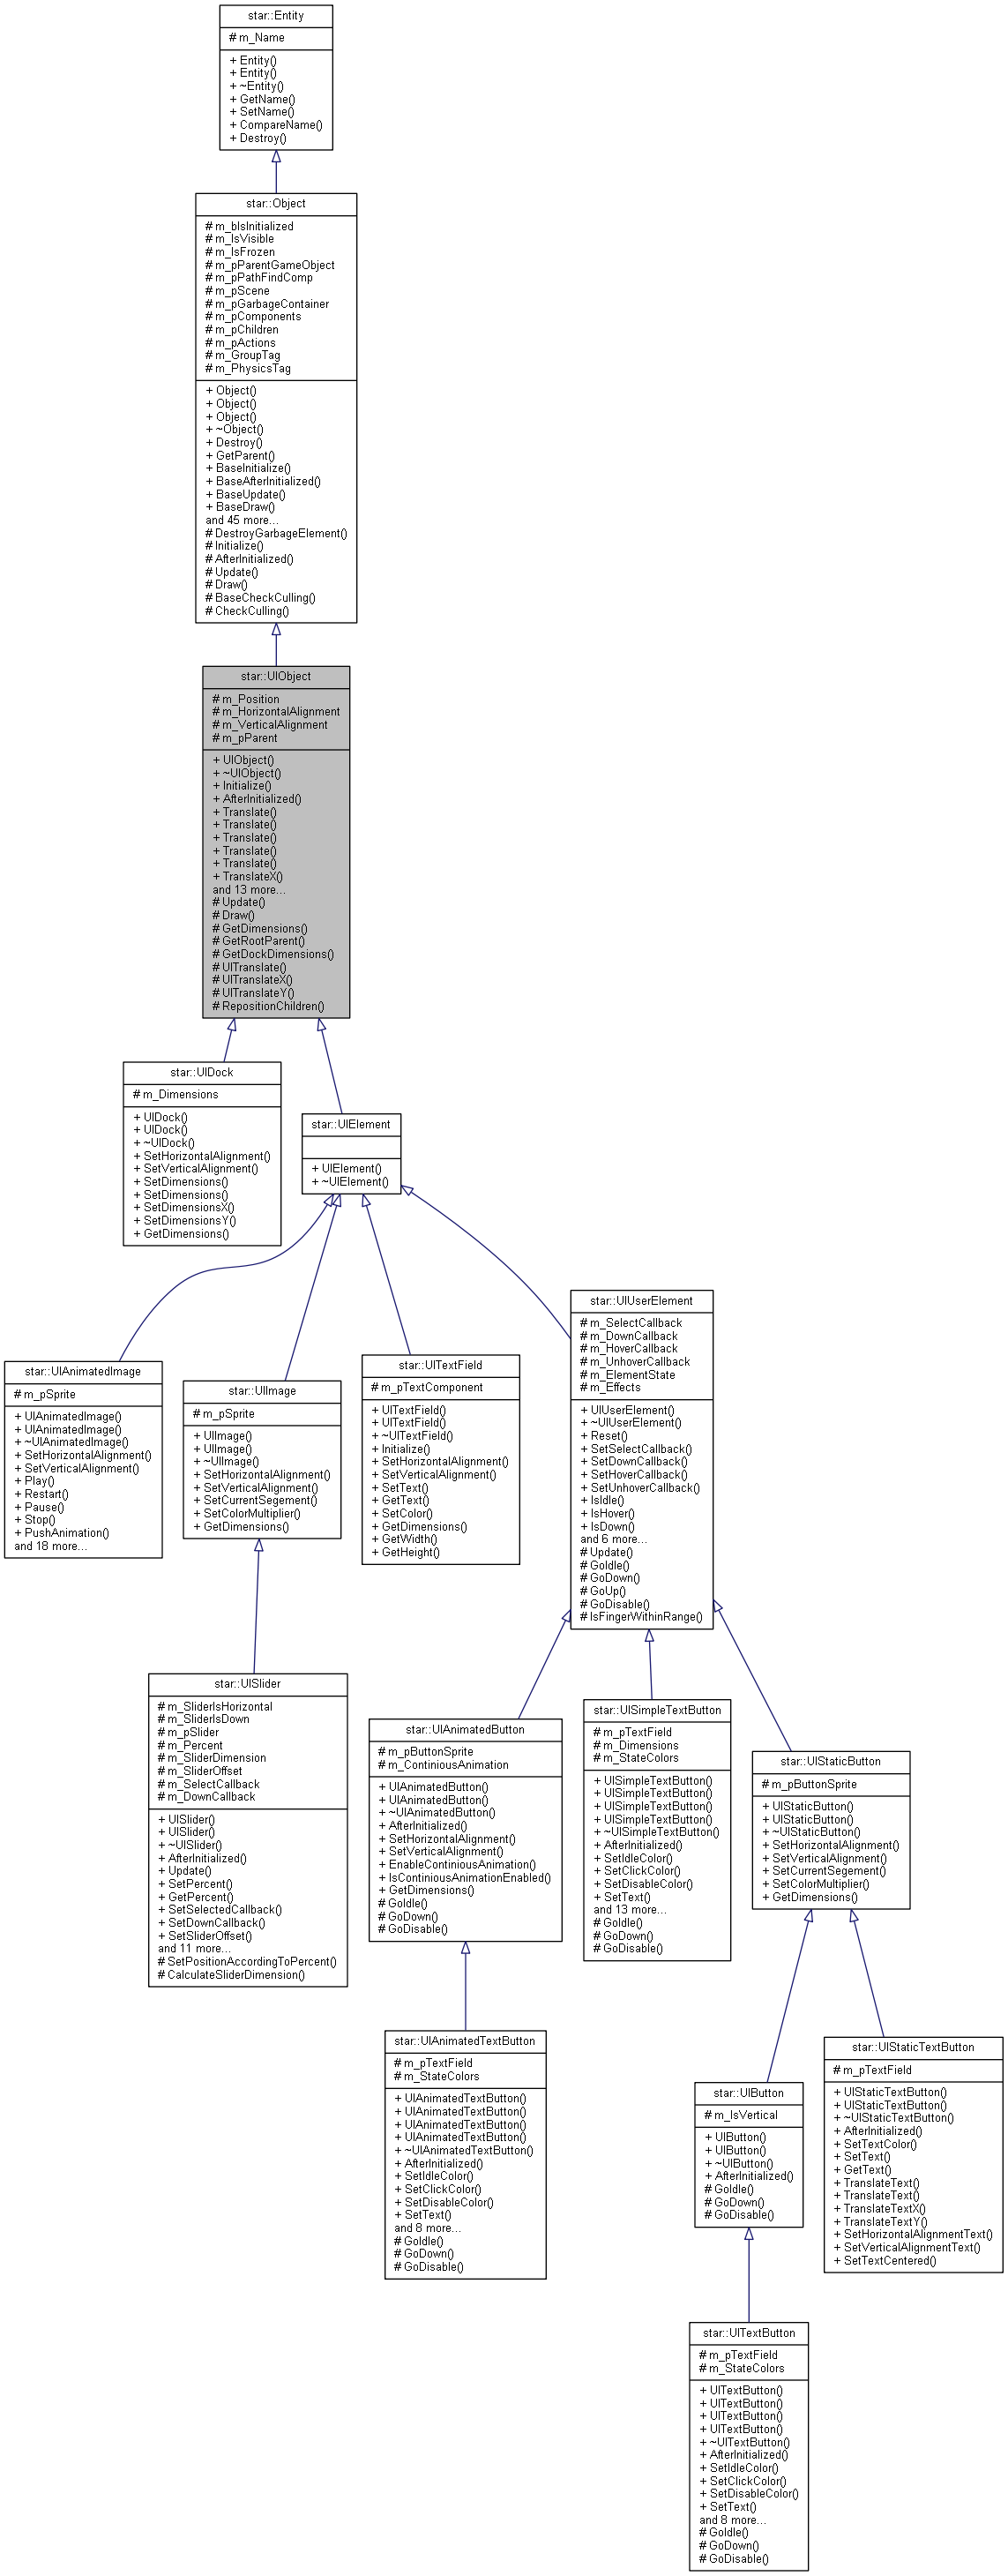 star::Entity
# m_Name
+ Entity()
+ Entity()
+ ~Entity()
+ GetName()
+ SetName()
+ CompareName()
+ Destroy()
star::Object
# m_bIsInitialized
# m_IsVisible
# m_IsFrozen
# m_pParentGameObject
# m_pPathFindComp
# m_pScene
# m_pGarbageContainer
# m_pComponents
# m_pChildren
# m_pActions
# m_GroupTag
# m_PhysicsTag
+ Object()
+ Object()
+ Object()
+ ~Object()
+ Destroy()
+ GetParent()
+ BaseInitialize()
+ BaseAfterInitialized()
+ BaseUpdate()
+ BaseDraw()
and 45 more...
# DestroyGarbageElement()
# Initialize()
# AfterInitialized()
# Update()
# Draw()
# BaseCheckCulling()
# CheckCulling()
star::UIObject
# m_Position
# m_HorizontalAlignment
# m_VerticalAlignment
# m_pParent
+ UIObject()
+ ~UIObject()
+ Initialize()
+ AfterInitialized()
+ Translate()
+ Translate()
+ Translate()
+ Translate()
+ Translate()
+ TranslateX()
and 13 more...
# Update()
# Draw()
# GetDimensions()
# GetRootParent()
# GetDockDimensions()
# UITranslate()
# UITranslateX()
# UITranslateY()
# RepositionChildren()
star::UIDock
# m_Dimensions
+ UIDock()
+ UIDock()
+ ~UIDock()
+ SetHorizontalAlignment()
+ SetVerticalAlignment()
+ SetDimensions()
+ SetDimensions()
+ SetDimensionsX()
+ SetDimensionsY()
+ GetDimensions()
star::UIElement
+ UIElement()
+ ~UIElement()
star::UIAnimatedImage
# m_pSprite
+ UIAnimatedImage()
+ UIAnimatedImage()
+ ~UIAnimatedImage()
+ SetHorizontalAlignment()
+ SetVerticalAlignment()
+ Play()
+ Restart()
+ Pause()
+ Stop()
+ PushAnimation()
and 18 more...
star::UIImage
# m_pSprite
+ UIImage()
+ UIImage()
+ ~UIImage()
+ SetHorizontalAlignment()
+ SetVerticalAlignment()
+ SetCurrentSegement()
+ SetColorMultiplier()
+ GetDimensions()
star::UITextField
# m_pTextComponent
+ UITextField()
+ UITextField()
+ ~UITextField()
+ Initialize()
+ SetHorizontalAlignment()
+ SetVerticalAlignment()
+ SetText()
+ GetText()
+ SetColor()
+ GetDimensions()
+ GetWidth()
+ GetHeight()
star::UIUserElement
# m_SelectCallback
# m_DownCallback
# m_HoverCallback
# m_UnhoverCallback
# m_ElementState
# m_Effects
+ UIUserElement()
+ ~UIUserElement()
+ Reset()
+ SetSelectCallback()
+ SetDownCallback()
+ SetHoverCallback()
+ SetUnhoverCallback()
+ IsIdle()
+ IsHover()
+ IsDown()
and 6 more...
# Update()
# GoIdle()
# GoDown()
# GoUp()
# GoDisable()
# IsFingerWithinRange()
star::UISlider
# m_SliderIsHorizontal
# m_SliderIsDown
# m_pSlider
# m_Percent
# m_SliderDimension
# m_SliderOffset
# m_SelectCallback
# m_DownCallback
+ UISlider()
+ UISlider()
+ ~UISlider()
+ AfterInitialized()
+ Update()
+ SetPercent()
+ GetPercent()
+ SetSelectedCallback()
+ SetDownCallback()
+ SetSliderOffset()
and 11 more...
# SetPositionAccordingToPercent()
# CalculateSliderDimension()
star::UIAnimatedButton
# m_pButtonSprite
# m_ContiniousAnimation
+ UIAnimatedButton()
+ UIAnimatedButton()
+ ~UIAnimatedButton()
+ AfterInitialized()
+ SetHorizontalAlignment()
+ SetVerticalAlignment()
+ EnableContiniousAnimation()
+ IsContiniousAnimationEnabled()
+ GetDimensions()
# GoIdle()
# GoDown()
# GoDisable()
star::UISimpleTextButton
# m_pTextField
# m_Dimensions
# m_StateColors
+ UISimpleTextButton()
+ UISimpleTextButton()
+ UISimpleTextButton()
+ UISimpleTextButton()
+ ~UISimpleTextButton()
+ AfterInitialized()
+ SetIdleColor()
+ SetClickColor()
+ SetDisableColor()
+ SetText()
and 13 more...
# GoIdle()
# GoDown()
# GoDisable()
star::UIStaticButton
# m_pButtonSprite
+ UIStaticButton()
+ UIStaticButton()
+ ~UIStaticButton()
+ SetHorizontalAlignment()
+ SetVerticalAlignment()
+ SetCurrentSegement()
+ SetColorMultiplier()
+ GetDimensions()
star::UIAnimatedTextButton
# m_pTextField
# m_StateColors
+ UIAnimatedTextButton()
+ UIAnimatedTextButton()
+ UIAnimatedTextButton()
+ UIAnimatedTextButton()
+ ~UIAnimatedTextButton()
+ AfterInitialized()
+ SetIdleColor()
+ SetClickColor()
+ SetDisableColor()
+ SetText()
and 8 more...
# GoIdle()
# GoDown()
# GoDisable()
star::UIButton
# m_IsVertical
+ UIButton()
+ UIButton()
+ ~UIButton()
+ AfterInitialized()
# GoIdle()
# GoDown()
# GoDisable()
star::UIStaticTextButton
# m_pTextField
+ UIStaticTextButton()
+ UIStaticTextButton()
+ ~UIStaticTextButton()
+ AfterInitialized()
+ SetTextColor()
+ SetText()
+ GetText()
+ TranslateText()
+ TranslateText()
+ TranslateTextX()
+ TranslateTextY()
+ SetHorizontalAlignmentText()
+ SetVerticalAlignmentText()
+ SetTextCentered()
star::UITextButton
# m_pTextField
# m_StateColors
+ UITextButton()
+ UITextButton()
+ UITextButton()
+ UITextButton()
+ ~UITextButton()
+ AfterInitialized()
+ SetIdleColor()
+ SetClickColor()
+ SetDisableColor()
+ SetText()
and 8 more...
# GoIdle()
# GoDown()
# GoDisable()